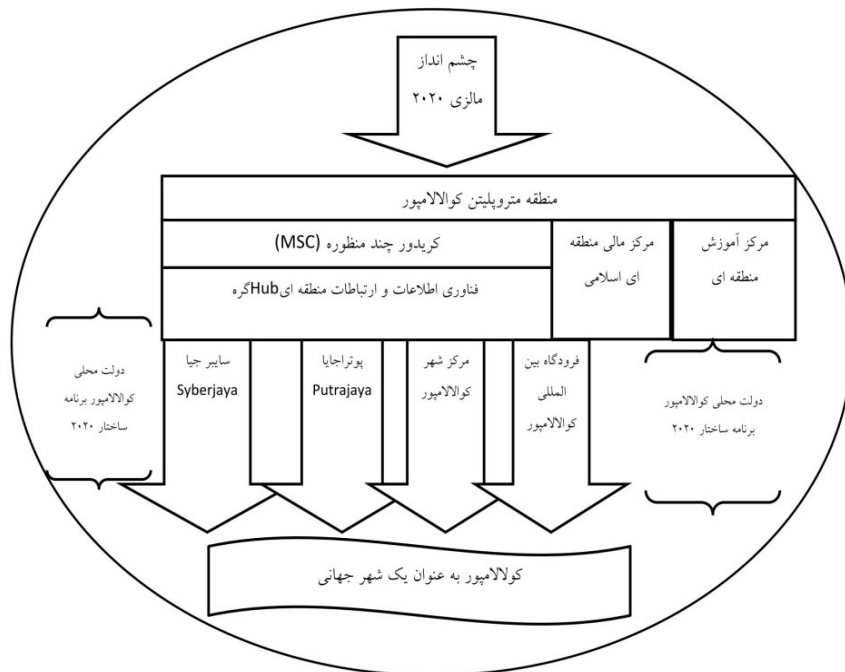 چشم انداز
مالزی ۲۰۲۰
منطقه متروپلیتن کوالالامپور
مرکز آموزش
منطقه ای
مرکز مالی منطقه
ای اسلامی
کریدور چند منظوره (MSC)
فناوری اطلاعات و ارتباطات منطقه ایHubگره
دولت محلی کوالالامپور
برنامه ساختار ۲۰۲۰
فرودگاه بین
المللی
کوالالامپور
مرکز شهر
کوالالامپور
پوتراجایا
Putrajaya
سایبر جیا
Syberjaya
دولت محلی
کوالالامپور برنامه
ساختار ۲۰۲۰
کولالامپور به عنوان یک شهر جهانی